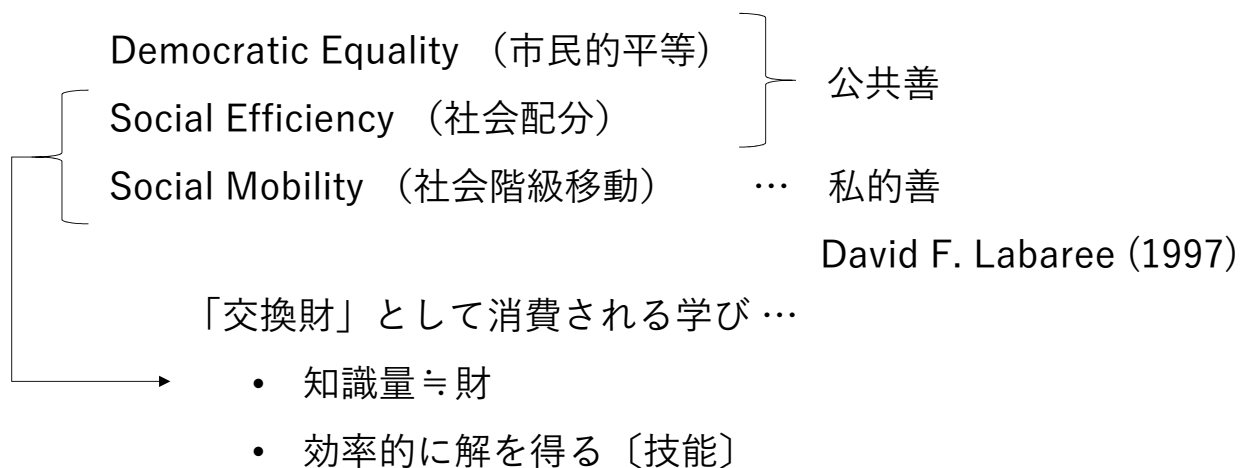 Democratic Equality （市民的平等）
公共善
Social Efficiency （社会配分）
Social Mobility （社会階級移動） … 私的善
David F. Labaree (1997)
「交換財」として消費される学び …
• 知識量≒財
• 効率的に解を得る〔技能〕